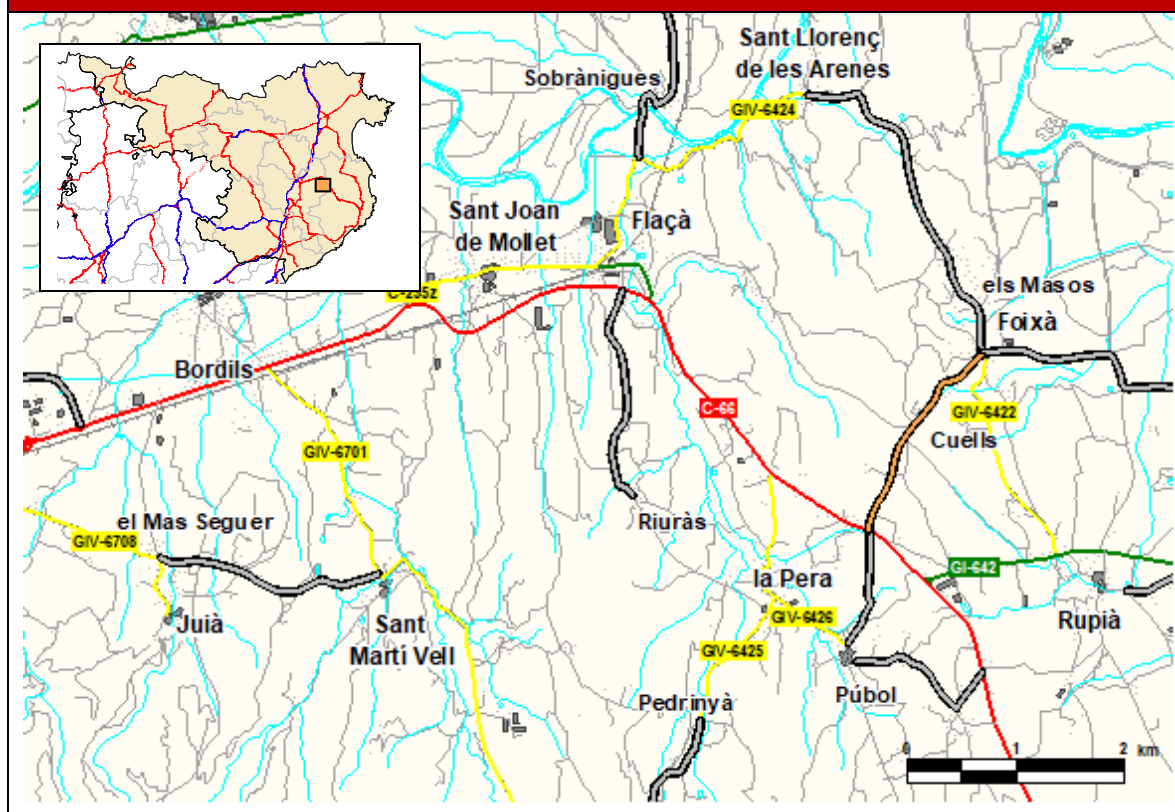 Sant Llorenç
de les Arenes
Sobrànigues
GIV-6424
Sant Joan
de Mollet
Flaçà
C-255z
els Masos
Foixà
Bordils
C-66
GIV-6422
Cuells
GIV-6701
el Mas Seguer
Riuràs
GIV-6708
la Pera
GI-642
GIV-6426
Rupià
Juià
Sant
Martí Vell
GIV-6425
Púbol
Pedrinyà
0 1 2 km